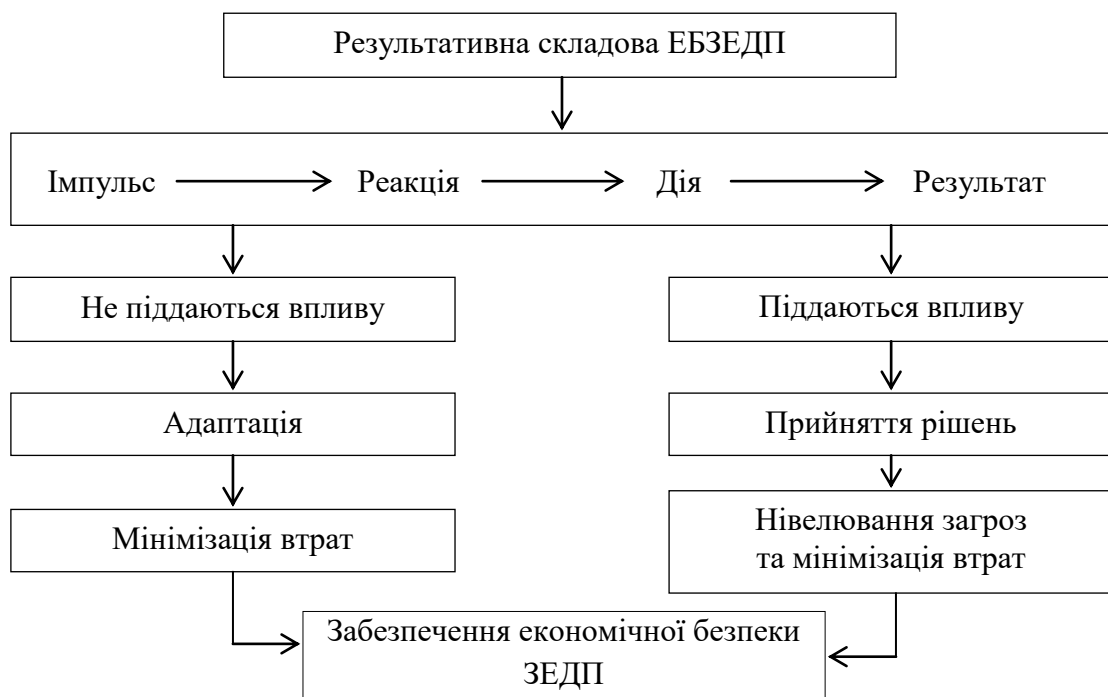 Результативна складова ЕБЗЕДП
Імпульс Реакція Дія Результат
Не піддаються впливу
Піддаються впливу
Адаптація
Прийняття рішень
Мінімізація втрат
Нівелювання загроз
та мінімізація втрат
Забезпечення економічної безпеки
ЗЕДП